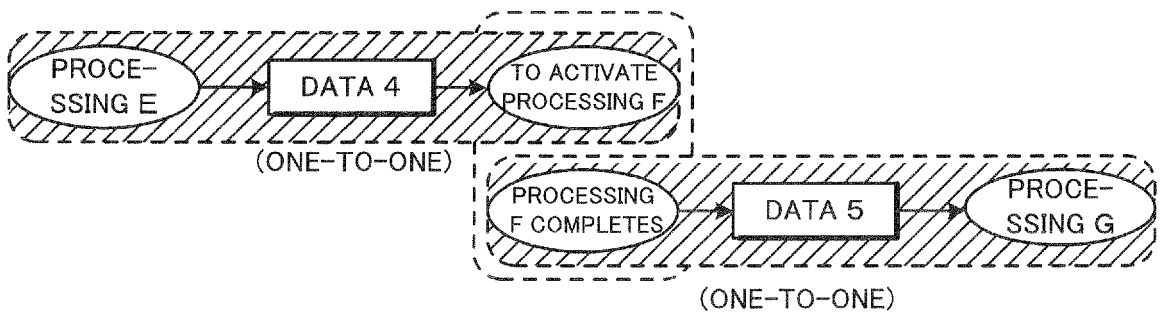 PROCE-
SSING E
DATA 4
TO ACTIVATE
PROCESSING F
(ONE-TO-ONE)
PROCESSING
F COMPLETES
DATA 5
PROCE-
SSING G
(ONE-TO-ONE)